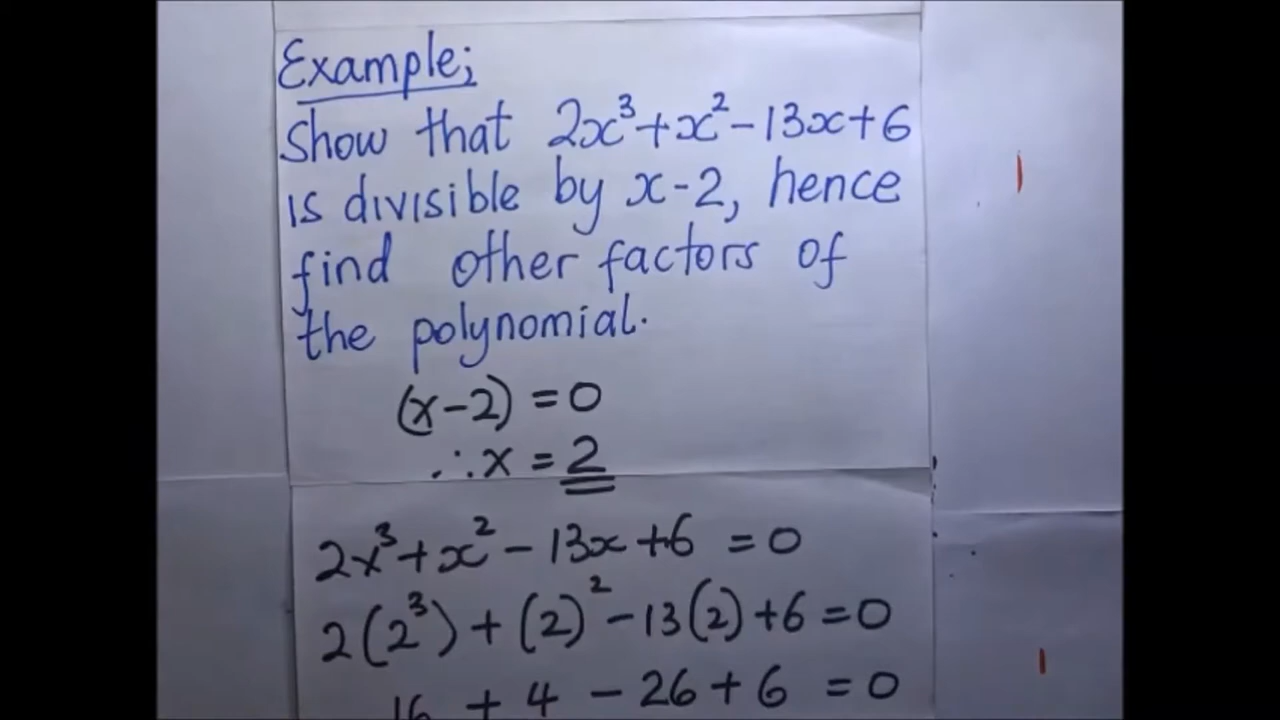 Example;
Show that 2x³+x²-13x+6
is divisible by x-2, hence
find other factors of
the polynomial.
(x-2) = 0
∴x = 2
2x³+x²-13x+6 = 0
2(2³)+(2)²-13(2)+6=0
16 + 4 - 26 + 6 = 0